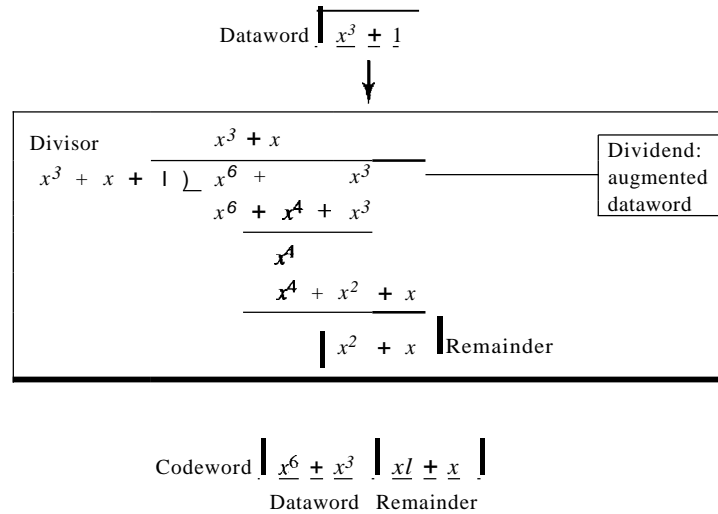 Dataword x³ + 1
x³ + x
Divisor
x³ + x + 1 ) x⁶ + x³
Dividend:
augmented
dataword
x⁶ + x⁴ + x³
x⁴
x⁴ + x² + x
x² + x Remainder
Codeword x⁶ + x³ xl + x
Dataword Remainder